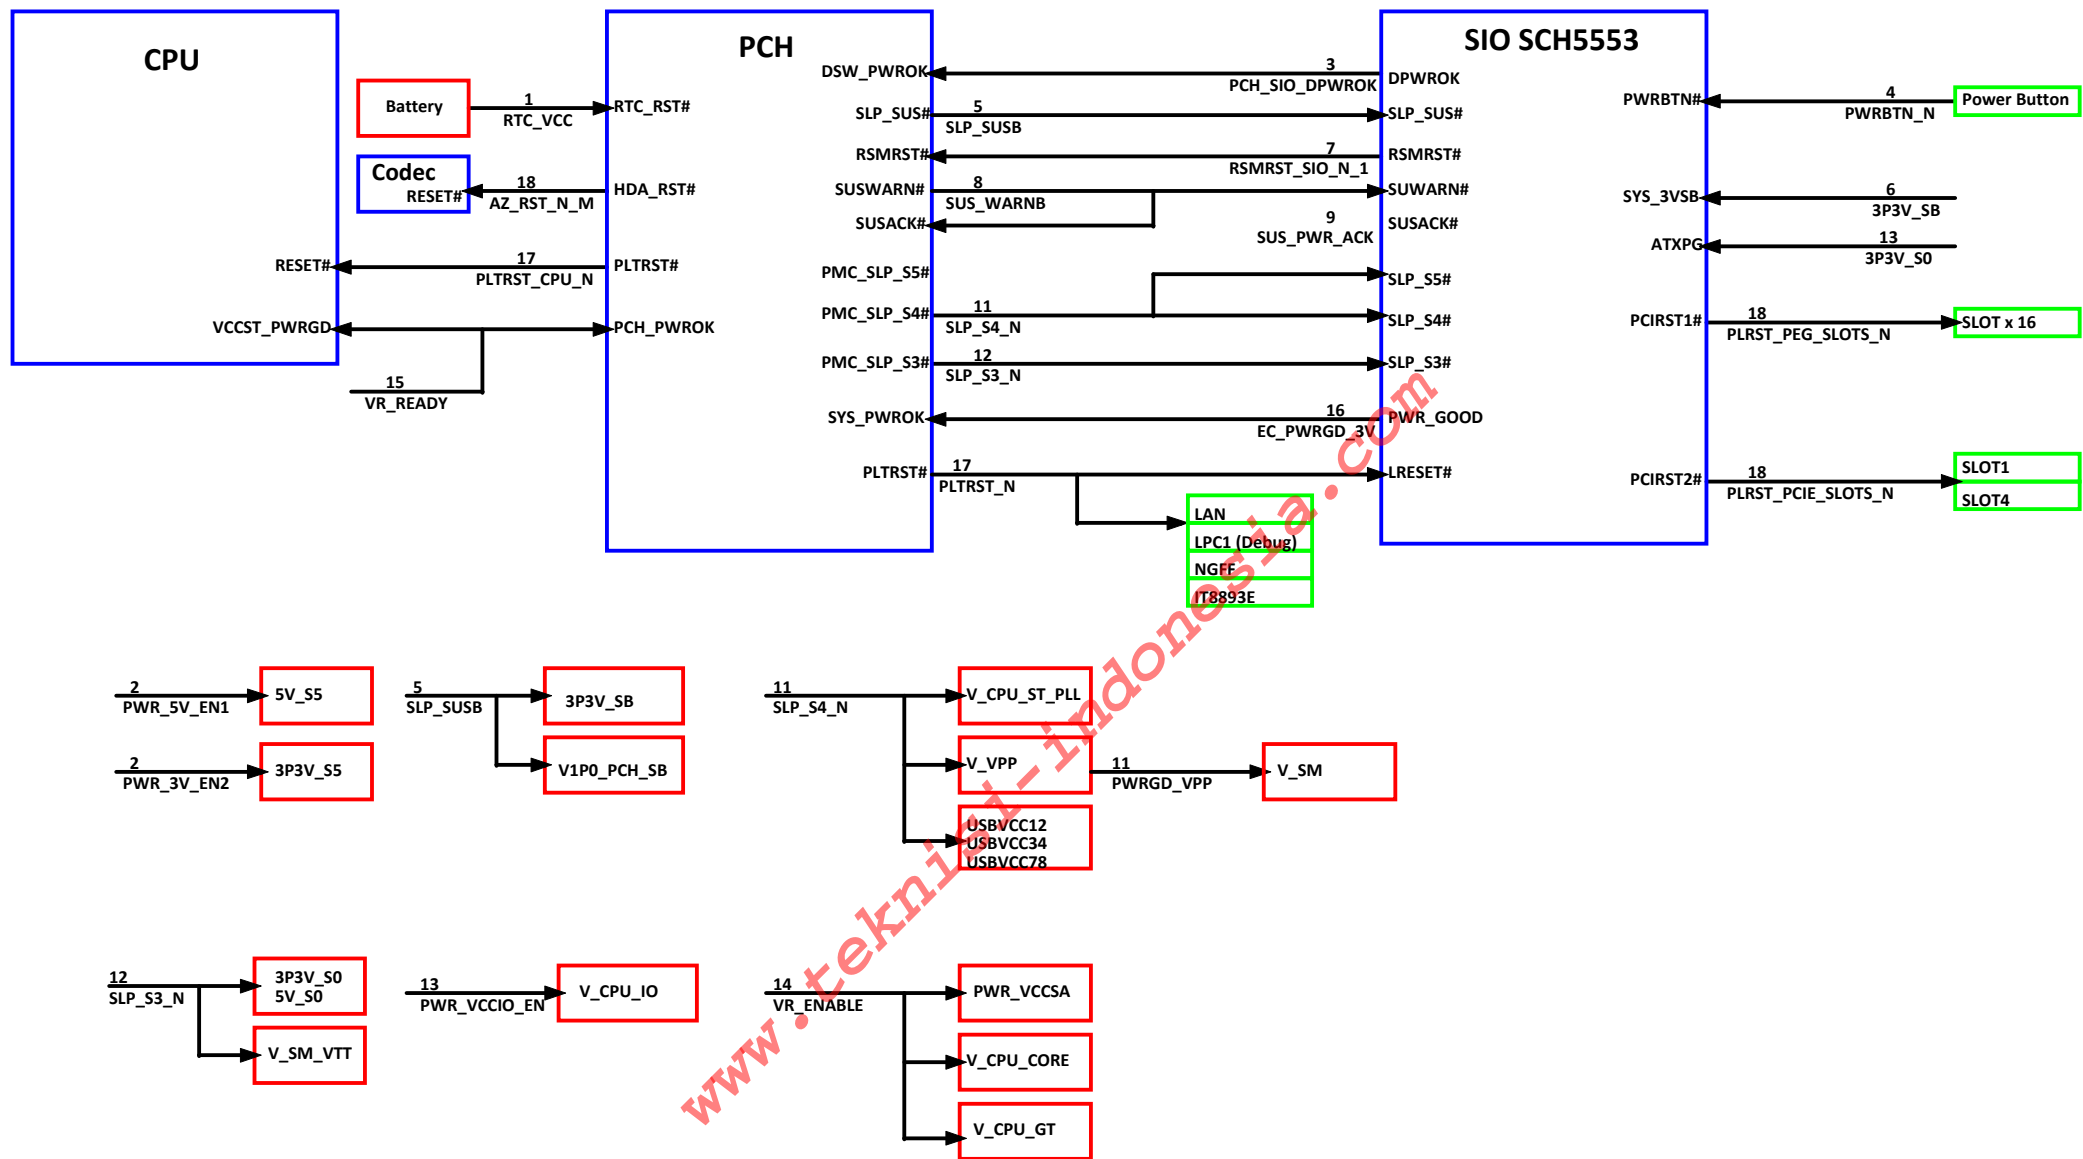 CPU
PCH
SIO SCH5553
Battery
1
RTC_VCC
RTC_RST#
Codec
RESET#
18
AZ_RST_N_M
HDA_RST#
RESET#
17
PLTRST_CPU_N
PLTRST#
VCCST_PWRGD
PCH_PWROK
15
VR_READY
DSW_PWROK
3
PCH_SIO_DPWROK
DPWROK
SLP_SUS#
5
SLP_SUSB
SLP_SUS#
RSMRST#
7
RSMRST_SIO_N_1
RSMRST#
SUSWARN#
8
SUS_WARNB
SUWARN#
SUSACK#
9
SUS_PWR_ACK
SUSACK#
PMC_SLP_S5#
SLP_S5#
PMC_SLP_S4#
11
SLP_S4_N
SLP_S4#
PMC_SLP_S3#
12
SLP_S3_N
SLP_S3#
SYS_PWROK
16
EC_PWRGD_3V
PWR_GOOD
PLTRST#
17
PLTRST_N
LRESET#
LAN
LPC1 (Debug)
NGFF
IT8893E
PWRBTN#
4
PWRBTN_N
Power Button
SYS_3VSB
6
3P3V_SB
ATXPG
13
3P3V_S0
PCIRST1#
18
PLRST_PEG_SLOTS_N
SLOT x 16
PCIRST2#
18
PLRST_PCIE_SLOTS_N
SLOT1
SLOT4
2
PWR_5V_EN1
5V_S5
2
PWR_3V_EN2
3P3V_S5
5
SLP_SUSB
3P3V_SB
V1P0_PCH_SB
11
SLP_S4_N
V_CPU_ST_PLL
V_VPP
11
PWRGD_VPP
V_SM
USBVCC12
USBVCC34
USBVCC78
12
SLP_S3_N
3P3V_S0
5V_S0
V_SM_VTT
13
PWR_VCCIO_EN
V_CPU_IO
14
VR_ENABLE
PWR_VCCSA
V_CPU_CORE
V_CPU_GT
www.teknisi-indonesia.com